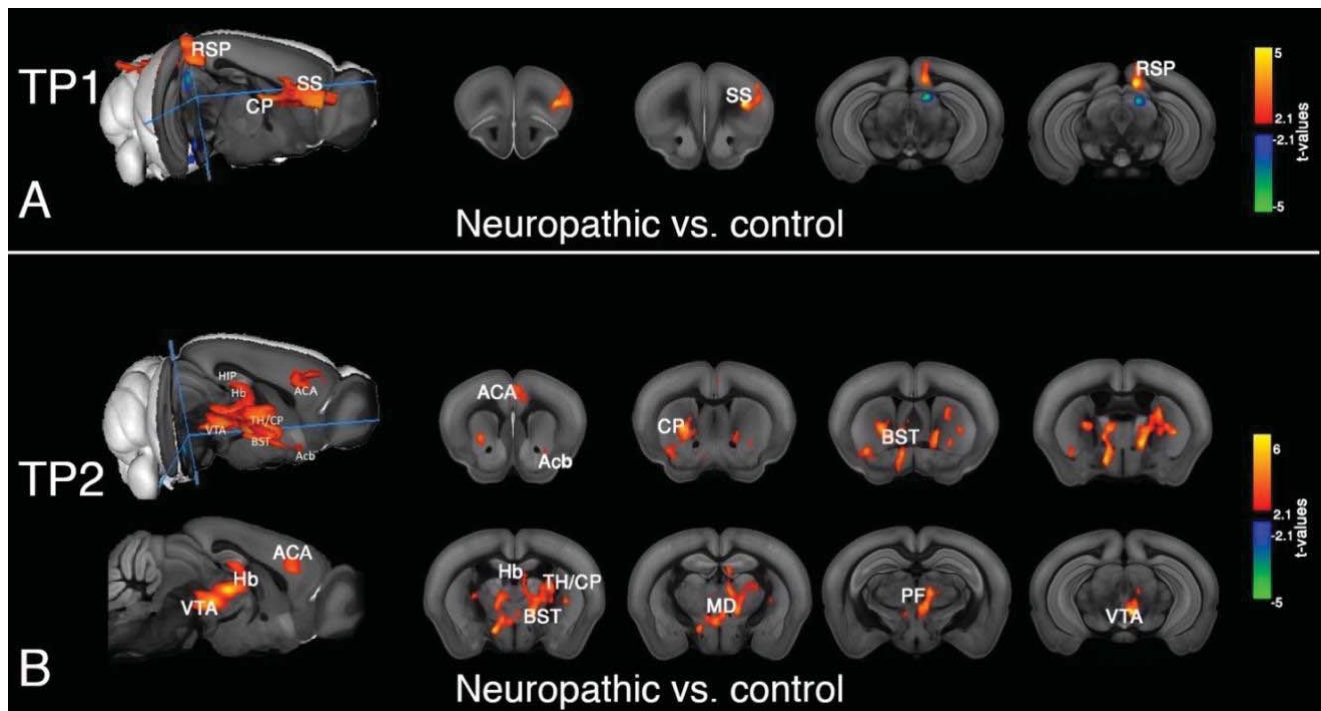 TP1
RSP
SS
CP
SS
RSP
5
2.1
-2.1
-5
t-values
A
Neuropathic vs. control
TP2
HIP
Hb
ACA
TH/CP
VTA
BST
Acb
ACA
Acb
CP
BST
6
2.1
-2.1
-5
t-values
ACA
Hb
VTA
Hb
TH/CP
BST
MD
PF
VTA
B
Neuropathic vs. control